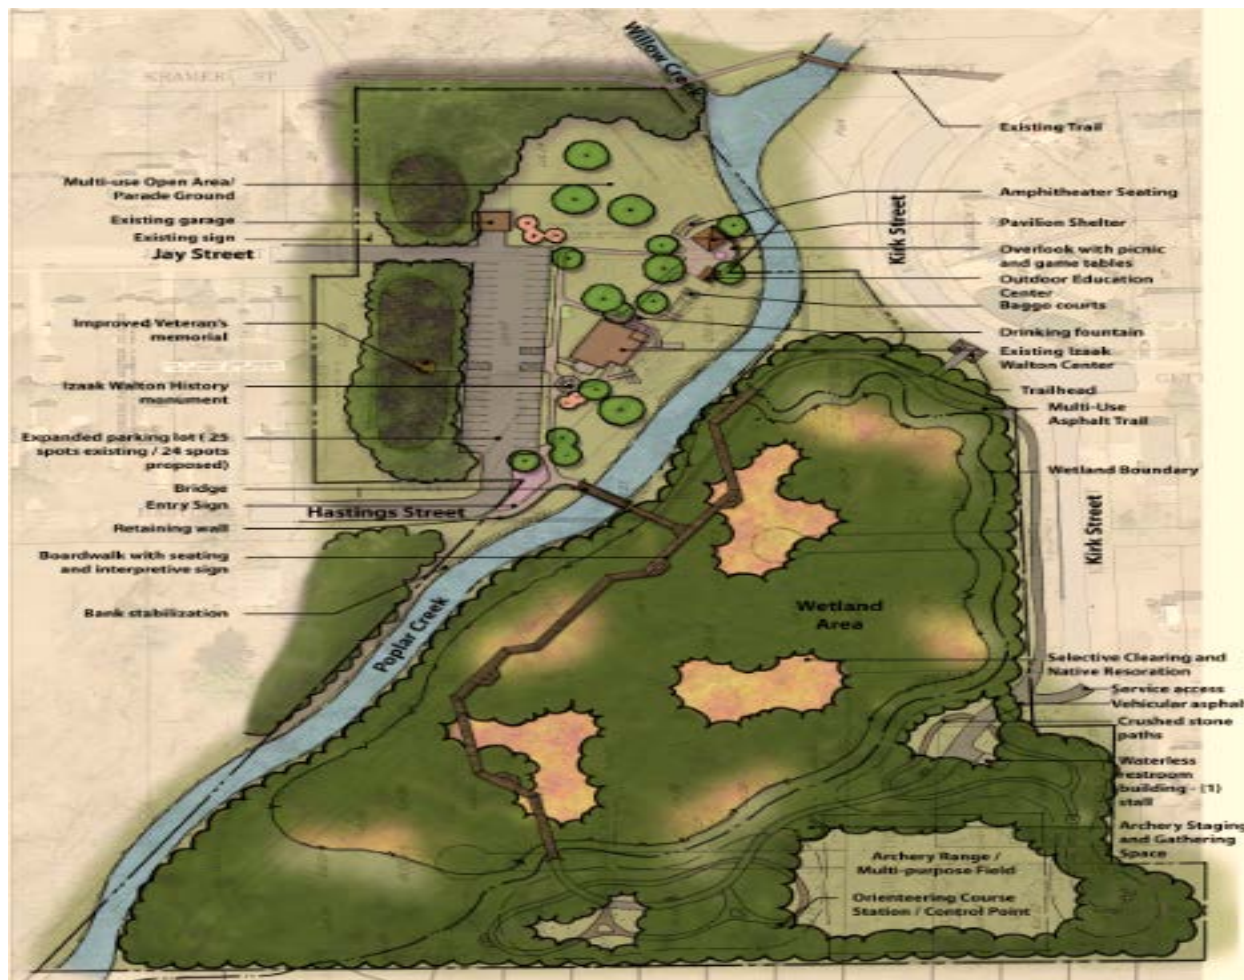 KRAMER ST
Willow Creek
Existing Trail
Multi-use Open Area/
Parade Ground
Existing garage
Existing sign
Jay Street
Improved Veteran's
memorial
Izaak Walton History
monument
Expanded parking lot ( 25
spots existing / 24 spots
proposed)
Bridge
Entry Sign
Hastings Street
Retaining wall
Boardwalk with seating
and interpretive sign
Bank stabilization
Poplar Creek
Amphitheater Seating
Pavilion Shelter
Kirk Street
Overlook with picnic
and game tables
Outdoor Education
Center
Baggo courts
Drinking fountain
Existing Izaak
Walton Center
Trailhead
Multi-Use
Asphalt Trail
Wetland Boundary
Kirk Street
Wetland
Area
Selective Clearing and
Native Resoration
Service access
Vehicular asphalt
Crushed stone
paths
Waterless
restroom
building - (1)
stall
Archery Staging
and Gathering
Space
Archery Range /
Multi-purpose Field
Orienteering Course
Station / Control Point